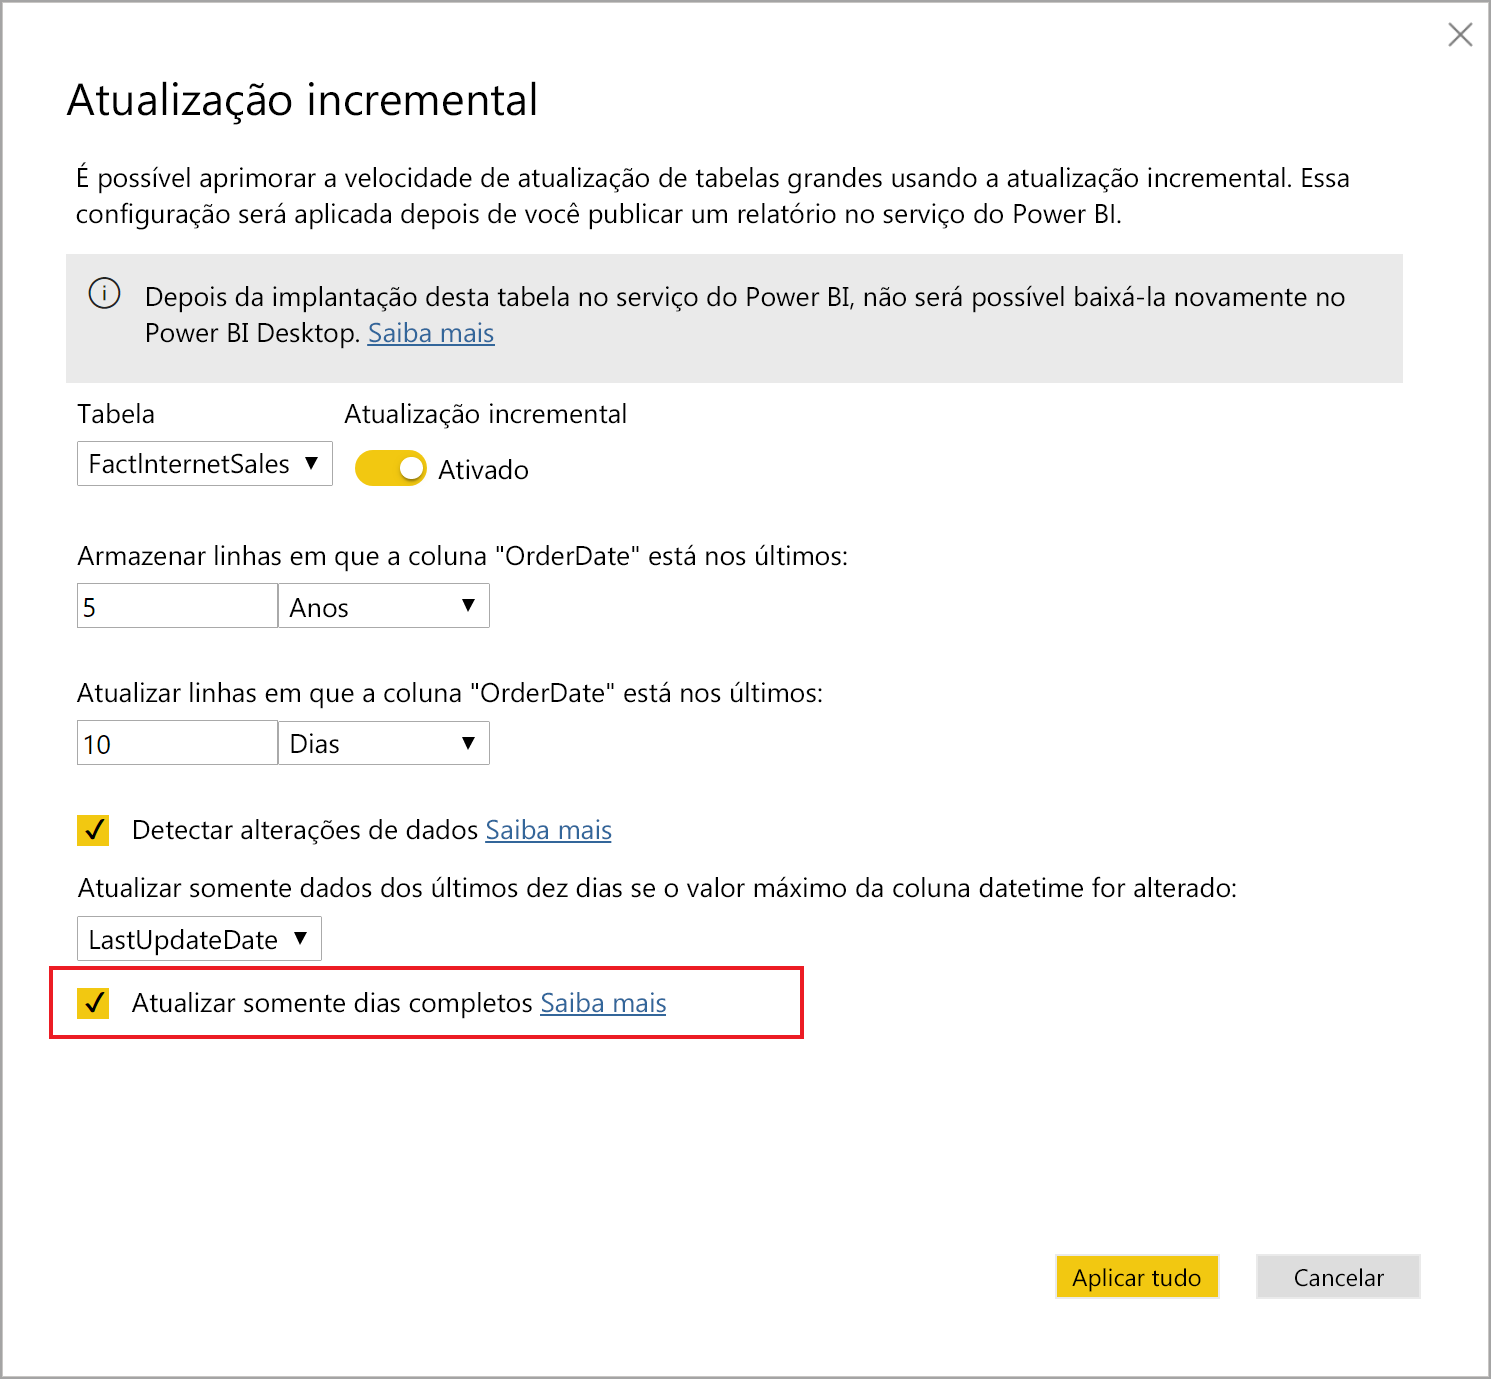 Atualização incremental
É possível aprimorar a velocidade de atualização de tabelas grandes usando a atualização incremental. Essa
configuração será aplicada depois de você publicar um relatório no serviço do Power BI.
Depois da implantação desta tabela no serviço do Power BI, não será possível baixá-la novamente no
Power BI Desktop. Saiba mais
Tabela Atualização incremental
FactInternetSales Ativado
Armazenar linhas em que a coluna "OrderDate" está nos últimos:
5 Anos
Atualizar linhas em que a coluna "OrderDate" está nos últimos:
10 Dias
Detectar alterações de dados Saiba mais
Atualizar somente dados dos últimos dez dias se o valor máximo da coluna datetime for alterado:
LastUpdateDate
Atualizar somente dias completos Saiba mais
Aplicar tudo Cancelar